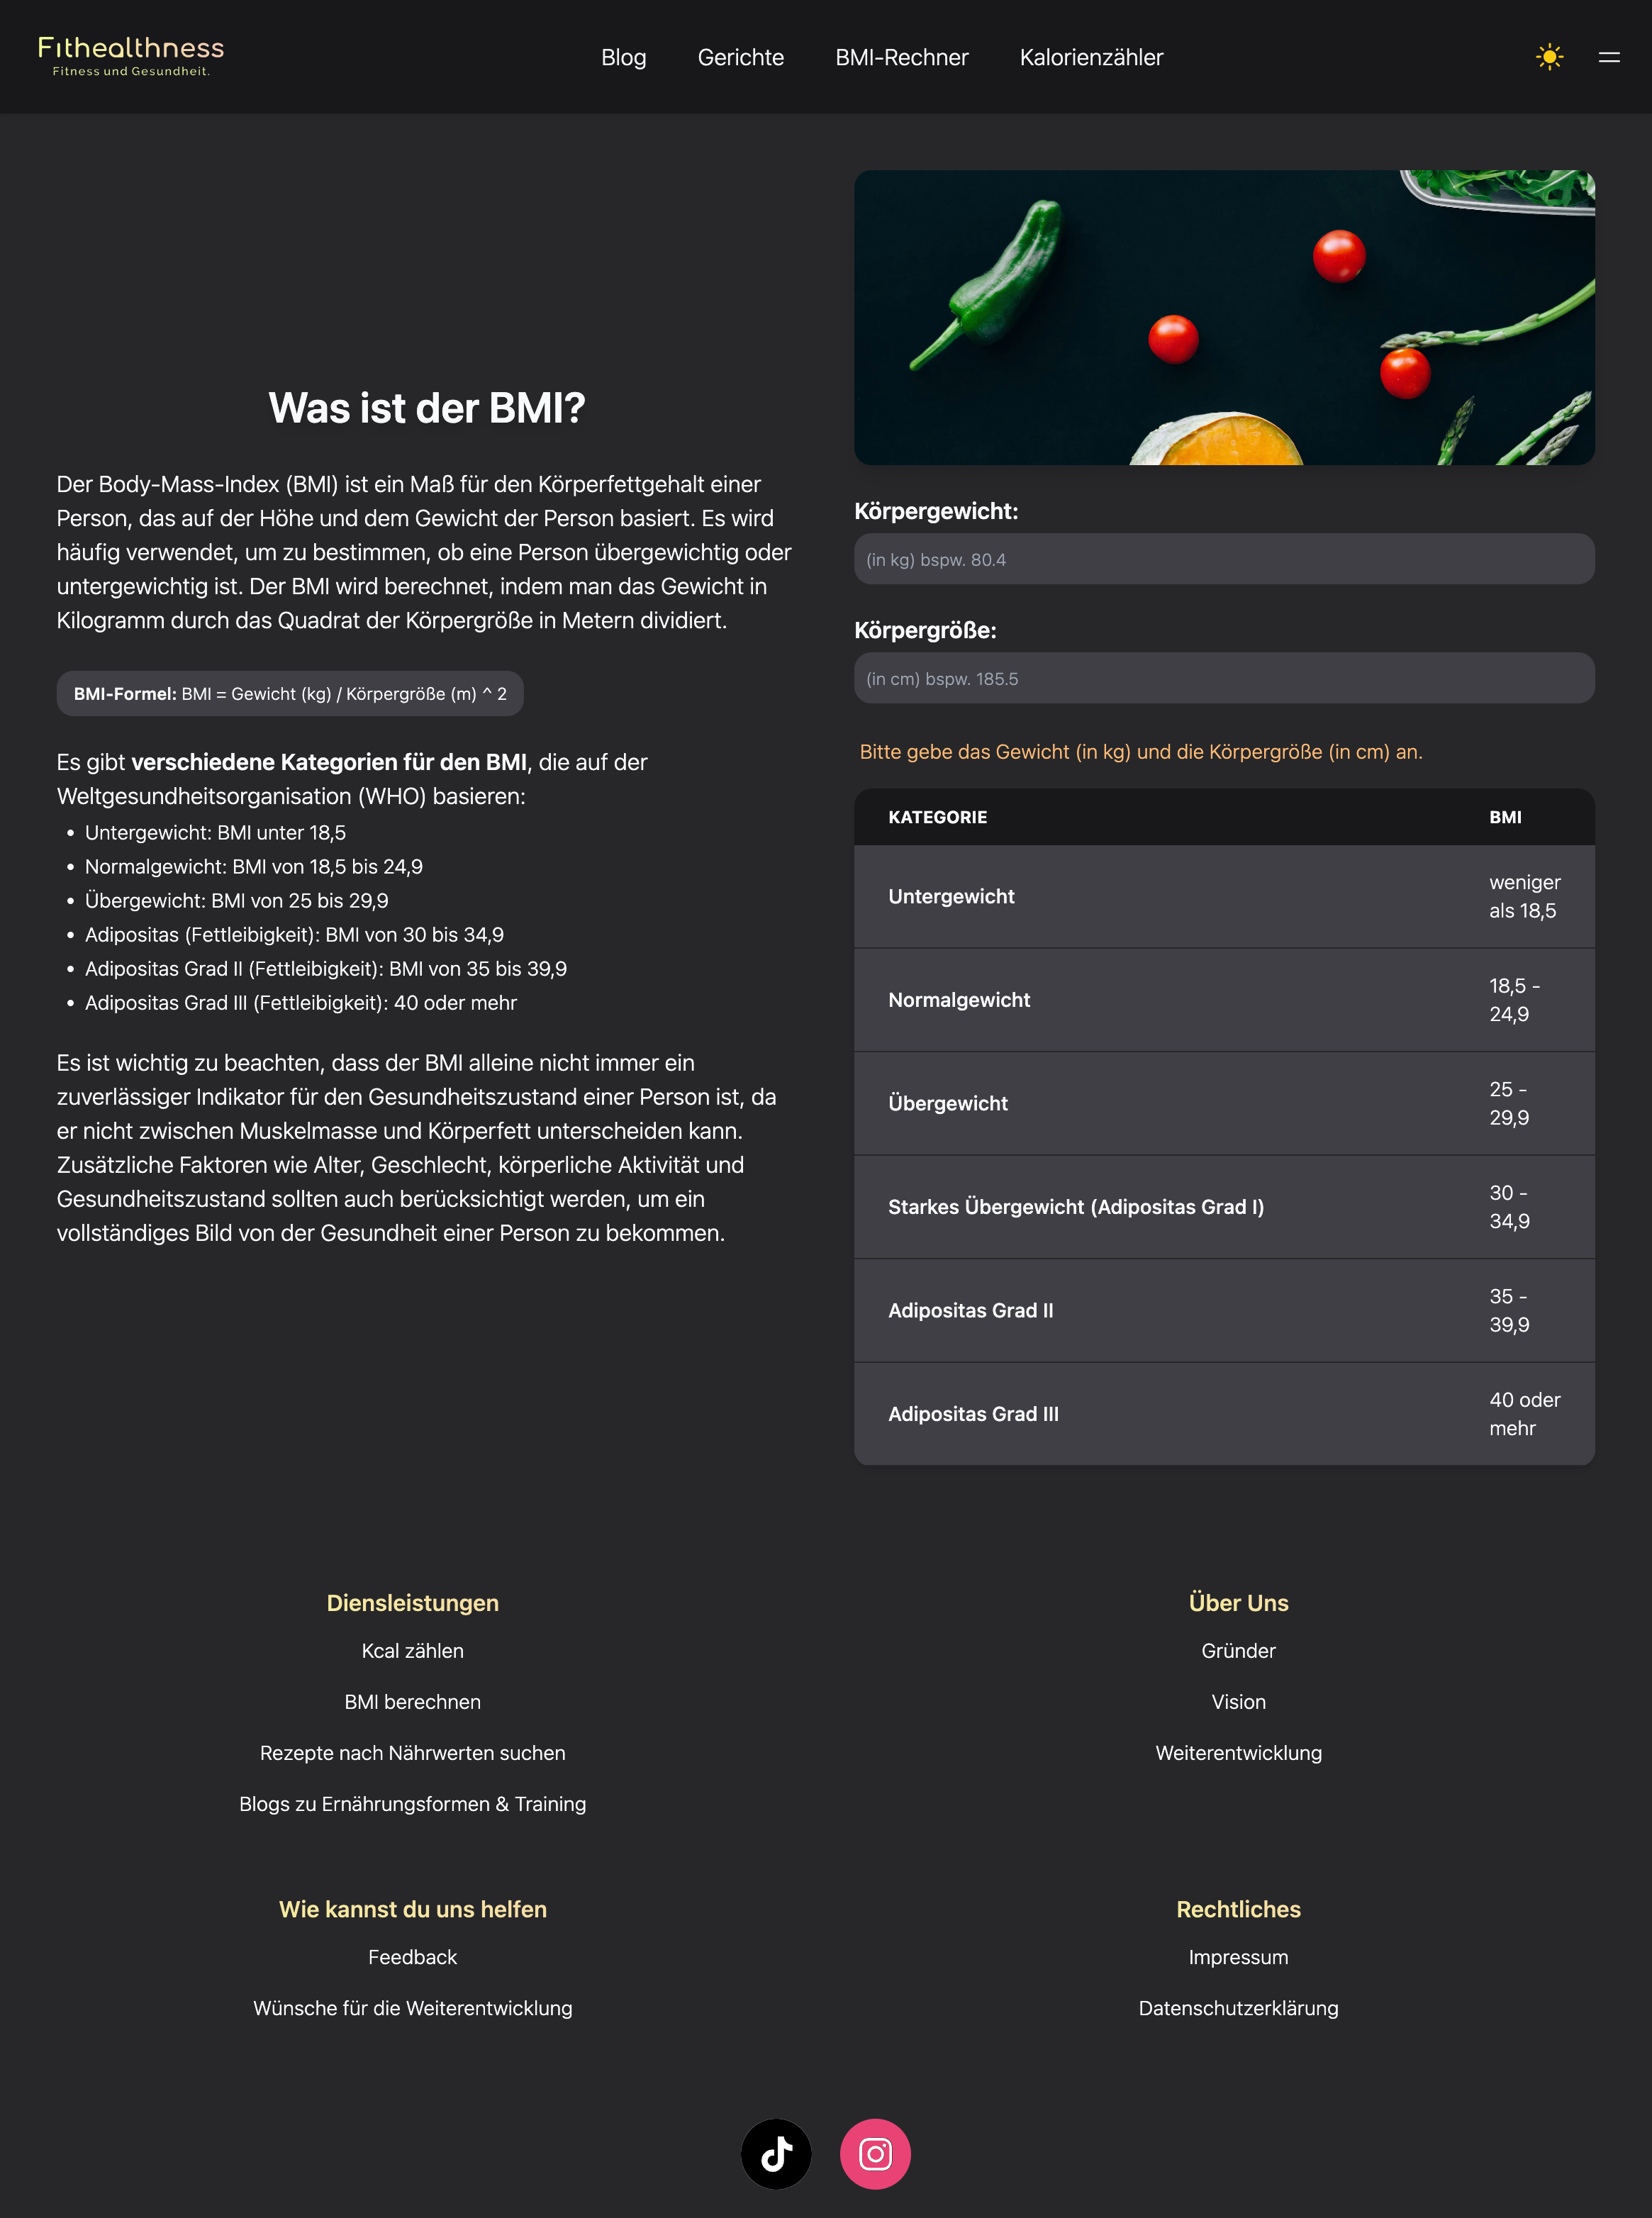 Fithealthness
Fitness und Gesundheit.
Blog
Gerichte
BMI-Rechner
Kalorienzähler
Was ist der BMI?
Der Body-Mass-Index (BMI) ist ein Maß für den Körperfettgehalt einer
Person, das auf der Höhe und dem Gewicht der Person basiert. Es wird
häufig verwendet, um zu bestimmen, ob eine Person übergewichtig oder
untergewichtig ist. Der BMI wird berechnet, indem man das Gewicht in
Kilogramm durch das Quadrat der Körpergröße in Metern dividiert.
BMI-Formel: BMI = Gewicht (kg) / Körpergröße (m) ^ 2
Es gibt verschiedene Kategorien für den BMI, die auf der
Weltgesundheitsorganisation (WHO) basieren:
• Untergewicht: BMI unter 18,5
• Normalgewicht: BMI von 18,5 bis 24,9
• Übergewicht: BMI von 25 bis 29,9
• Adipositas (Fettleibigkeit): BMI von 30 bis 34,9
• Adipositas Grad II (Fettleibigkeit): BMI von 35 bis 39,9
• Adipositas Grad III (Fettleibigkeit): 40 oder mehr
Es ist wichtig zu beachten, dass der BMI alleine nicht immer ein
zuverlässiger Indikator für den Gesundheitszustand einer Person ist, da
er nicht zwischen Muskelmasse und Körperfett unterscheiden kann.
Zusätzliche Faktoren wie Alter, Geschlecht, körperliche Aktivität und
Gesundheitszustand sollten auch berücksichtigt werden, um ein
vollständiges Bild von der Gesundheit einer Person zu bekommen.
Körpergewicht:
(in kg) bspw. 80.4
Körpergröße:
(in cm) bspw. 185.5
Bitte gebe das Gewicht (in kg) und die Körpergröße (in cm) an.
KATEGORIE
BMI
Untergewicht
weniger
als 18,5
Normalgewicht
18,5 -
24,9
Übergewicht
25 -
29,9
Starkes Übergewicht (Adipositas Grad I)
30 -
34,9
Adipositas Grad II
35 -
39,9
Adipositas Grad III
40 oder
mehr
Diensleistungen
Kcal zählen
BMI berechnen
Rezepte nach Nährwerten suchen
Blogs zu Ernährungsformen & Training
Über Uns
Gründer
Vision
Weiterentwicklung
Wie kannst du uns helfen
Feedback
Wünsche für die Weiterentwicklung
Rechtliches
Impressum
Datenschutzerklärung